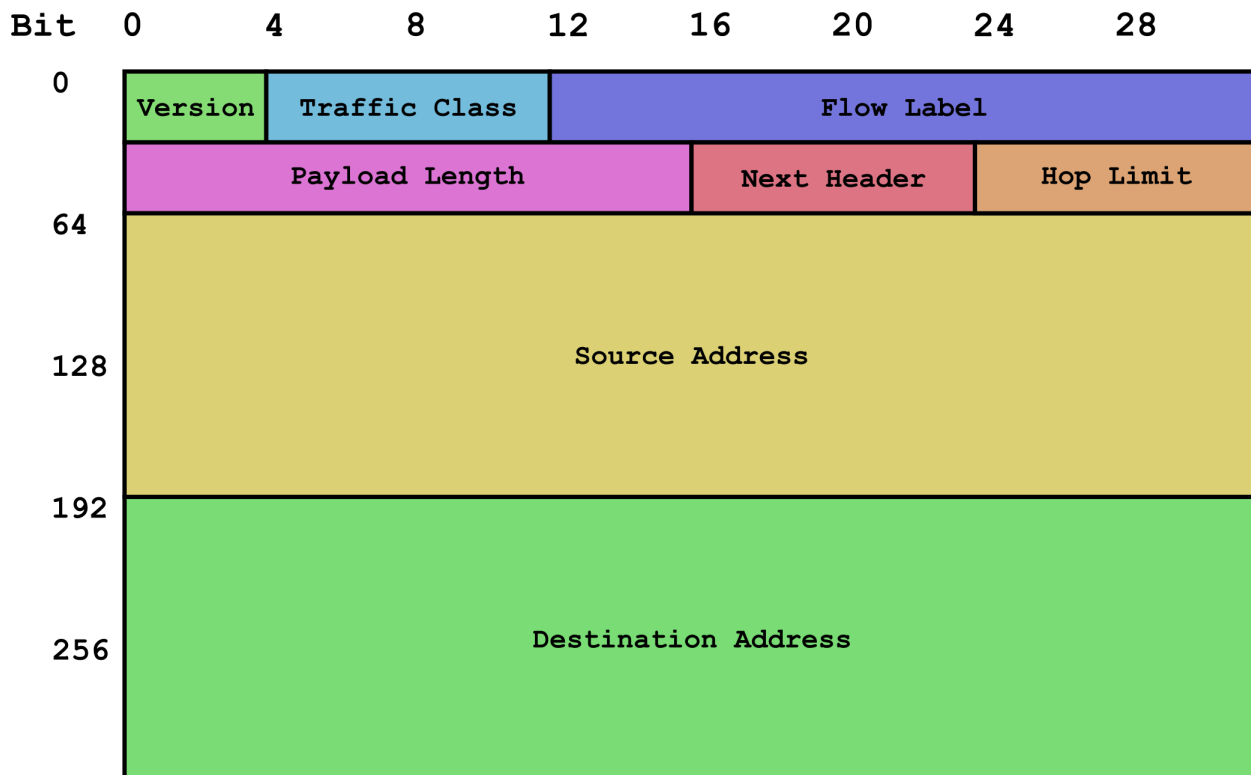 Bit 0 4 8 12 16 20 24 28
0 Version Traffic Class Flow Label
Payload Length Next Header Hop Limit
64
128 Source Address
192
256 Destination Address